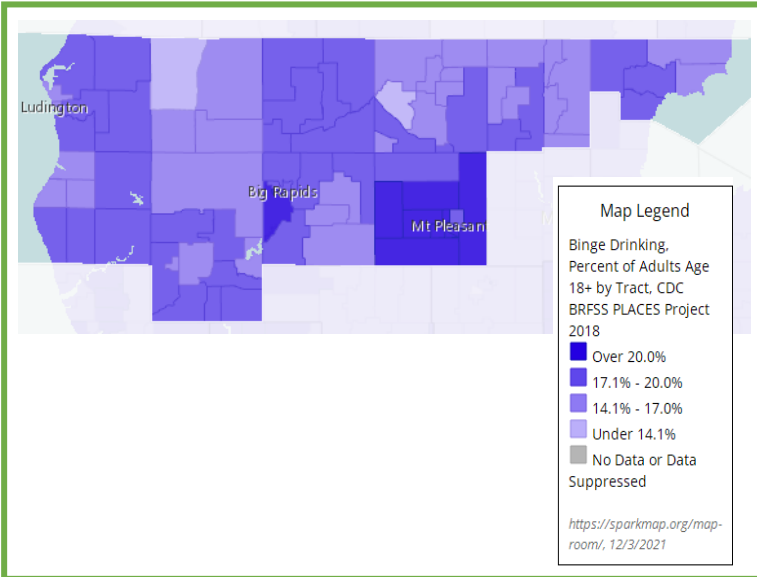 Ludington
Big Rapids
Mt Pleasan
Map Legend
Binge Drinking,
Percent of Adults Age
18+ by Tract, CDC
BRFSS PLACES Project
2018
Over 20.0%
17.1% - 20.0%
14.1% - 17.0%
Under 14.1%
No Data or Data
Suppressed
https://sparkmap.org/map-
room/, 12/3/2021